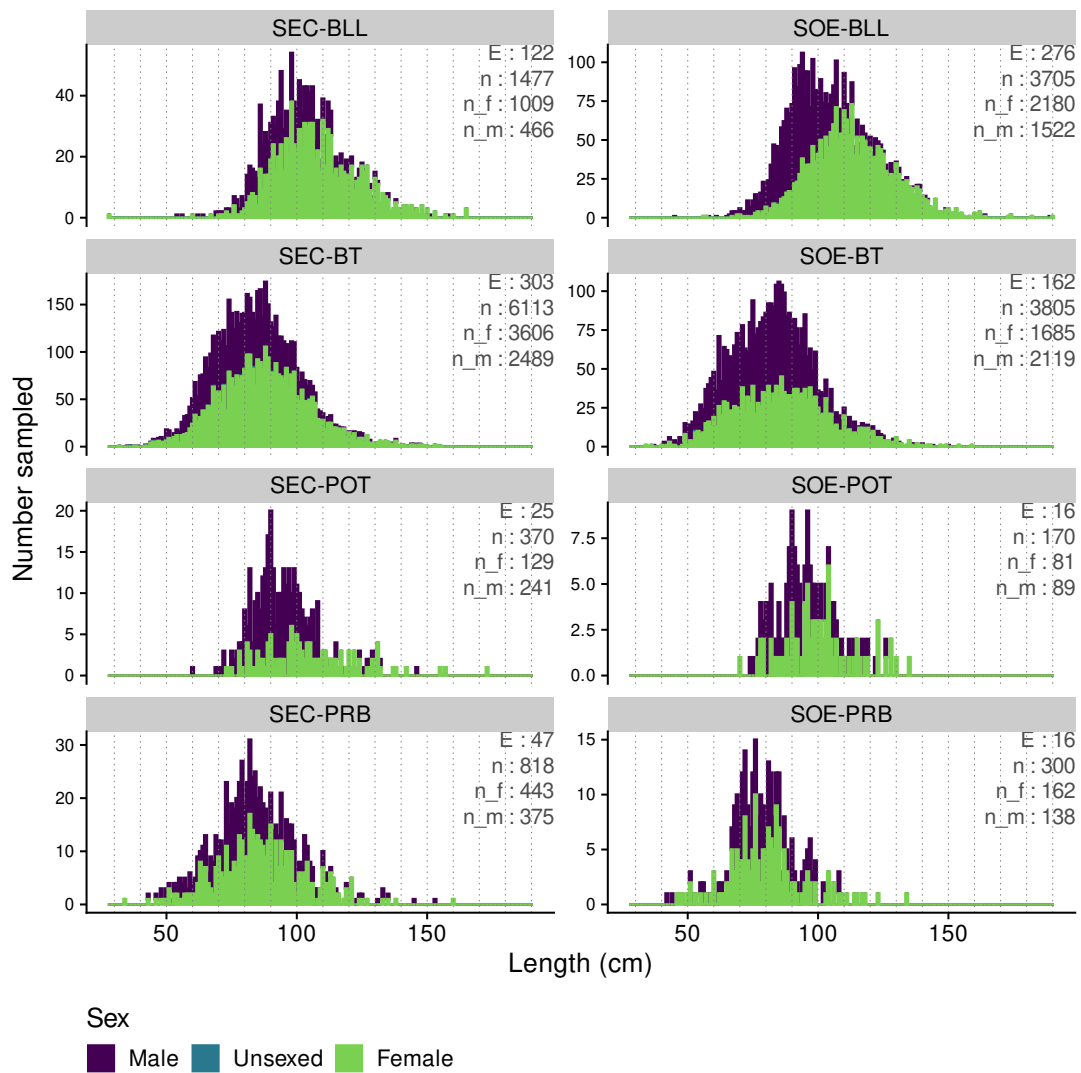 SEC-BLL
SOE-BLL
E : 122
n : 1477
n_f : 1009
n_m : 466
0
20
40
E : 276
n : 3705
n_f : 2180
n_m : 1522
0
25
50
75
100
SEC-BT
SOE-BT
E : 303
n : 6113
n_f : 3606
n_m : 2489
0
50
100
150
E : 162
n : 3805
n_f : 1685
n_m : 2119
0
25
50
75
100
SEC-POT
SOE-POT
E : 25
n : 370
n_f : 129
n_m : 241
0
5
10
15
20
E : 16
n : 170
n_f : 81
n_m : 89
0.0
2.5
5.0
7.5
SEC-PRB
SOE-PRB
E : 47
n : 818
n_f : 443
n_m : 375
0
10
20
30
E : 16
n : 300
n_f : 162
n_m : 138
0
5
10
15
50 100 150
50 100 150
Number sampled
Length (cm)
Sex
Male Unsexed Female